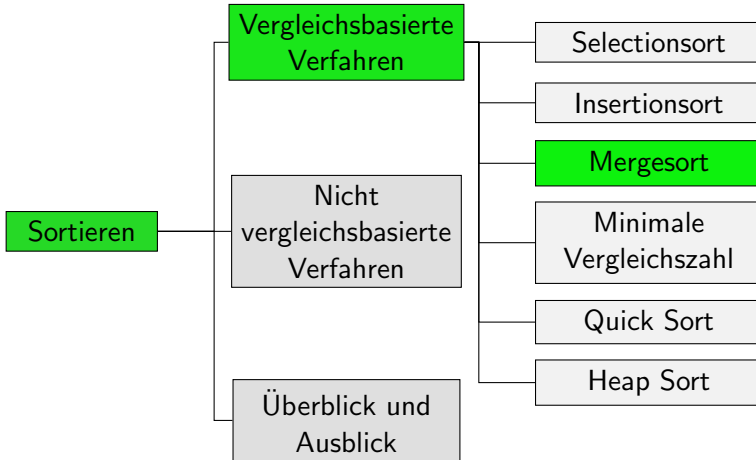 Sortieren
Vergleichsbasierte
Verfahren
Selectionsort
Insertionsort
Mergesort
Minimale
Vergleichszahl
Quick Sort
Heap Sort
Nicht
vergleichsbasierte
Verfahren
Überblick und
Ausblick